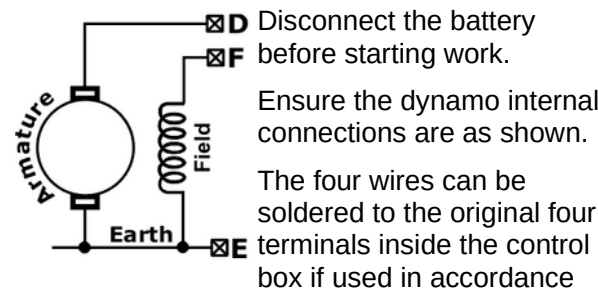 D
F
Armature
Field
Earth
E
Disconnect the battery
before starting work.
Ensure the dynamo internal
connections are as shown.
The four wires can be
soldered to the original four
terminals inside the control
box if used in accordance